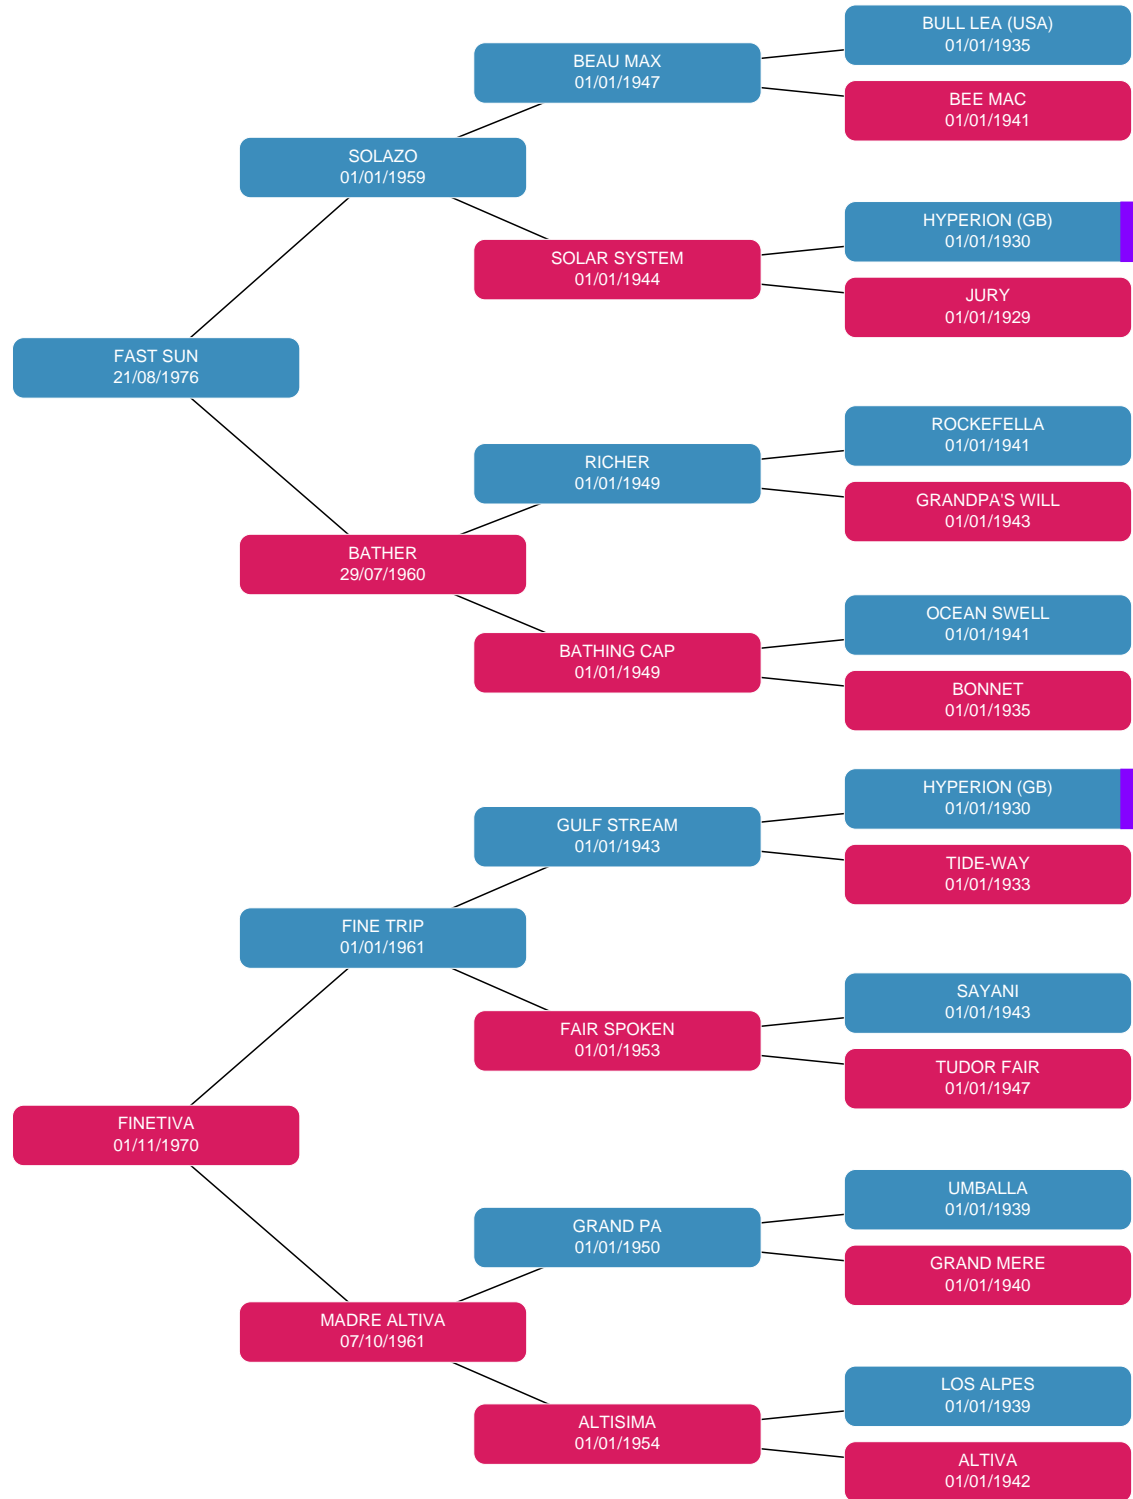 BULL LEA (USA)
01/01/1935
BEAU MAX
01/01/1947
BEE MAC
01/01/1941
SOLAZO
01/01/1959
HYPERION (GB)
01/01/1930
SOLAR SYSTEM
01/01/1944
JURY
01/01/1929
FAST SUN
21/08/1976
ROCKEFELLA
01/01/1941
RICHER
01/01/1949
GRANDPA'S WILL
01/01/1943
BATHER
29/07/1960
OCEAN SWELL
01/01/1941
BATHING CAP
01/01/1949
BONNET
01/01/1935
HYPERION (GB)
01/01/1930
GULF STREAM
01/01/1943
TIDE-WAY
01/01/1933
FINE TRIP
01/01/1961
SAYANI
01/01/1943
FAIR SPOKEN
01/01/1953
TUDOR FAIR
01/01/1947
FINETIVA
01/11/1970
UMBALLA
01/01/1939
GRAND PA
01/01/1950
GRAND MERE
01/01/1940
MADRE ALTIVA
07/10/1961
LOS ALPES
01/01/1939
ALTISIMA
01/01/1954
ALTIVA
01/01/1942